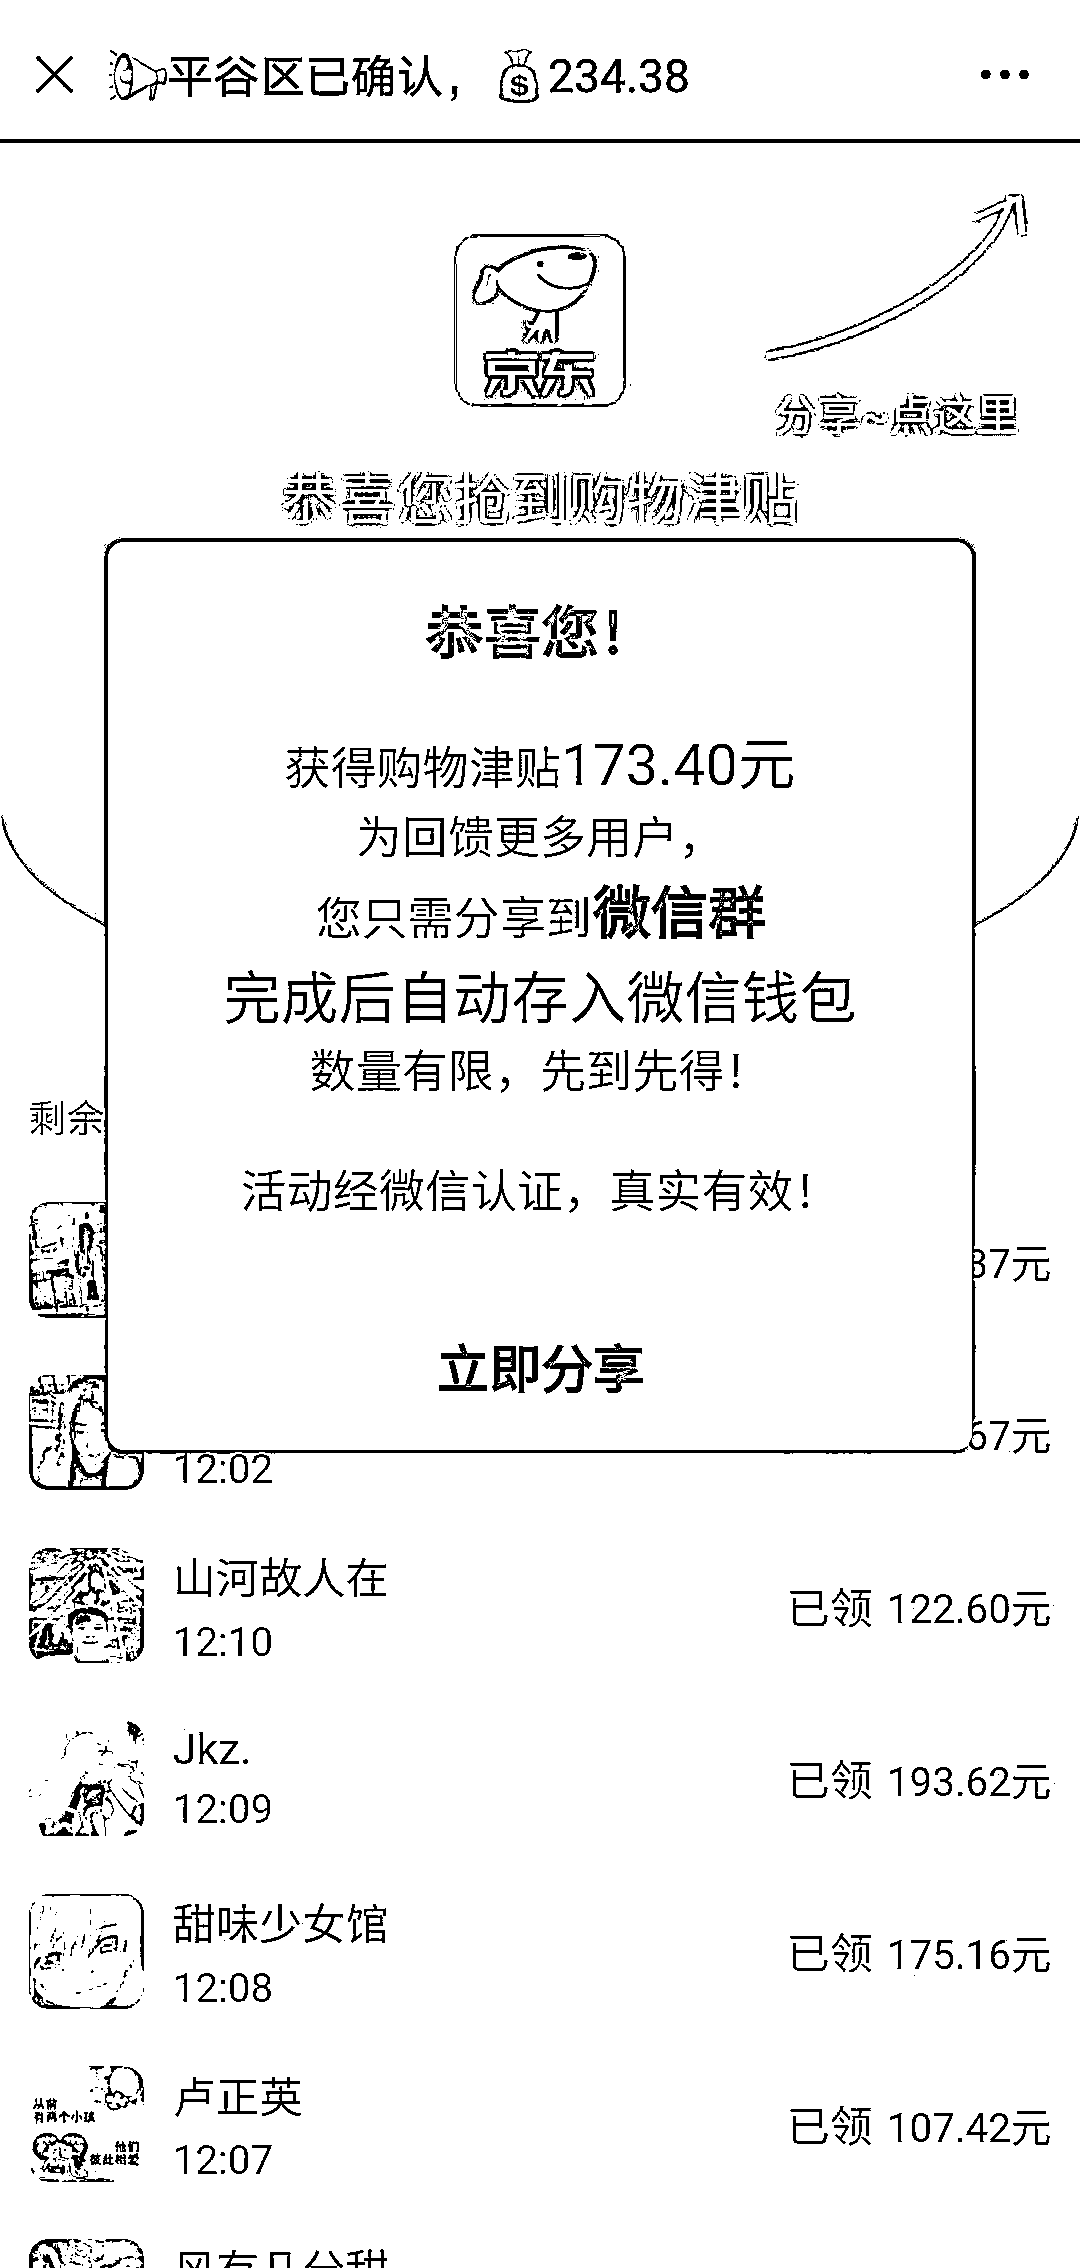 平谷区已确认，💰234.38
京东
分享~点这里
恭喜您抢到购物津贴
恭喜您！
获得购物津贴173.40元
为回馈更多用户，
您只需分享到微信群
完成后自动存入微信钱包
数量有限，先到先得！
活动经微信认证，真实有效！
立即分享
剩余
37元
67元
12:02
山河故人在
12:10
已领 122.60元
Jkz.
12:09
已领 193.62元
甜味少女馆
12:08
已领 175.16元
从前
有两个小孩
他们
彼此相爱
卢正英
12:07
已领 107.42元